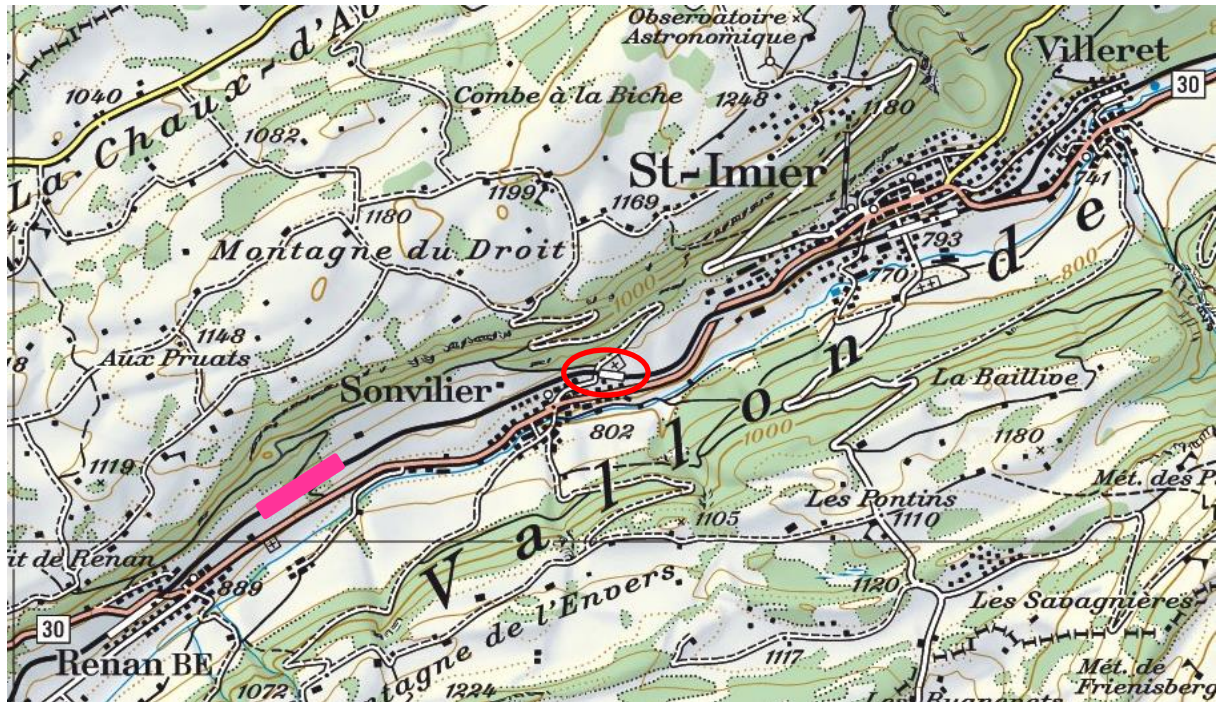 Observatoire
Astronomique
Villeret
30
La Chaux-d'Ab
1040
Combe à la Biche
1248
1180
1082
St-Imier
741
1199
1169
1180
Montagne du Droit
793
770
1000
800
1148
Aux Pruats
Sonvilier
La Baillive
802
1000
1180
1119
Mét. des P
Les Pontins
1105
1110
Vallon de
889
1120
Montagne de l'Envers
Les Savagnières
30
Renan BE
1117
Mét. de
Frienisberg
1072
1224